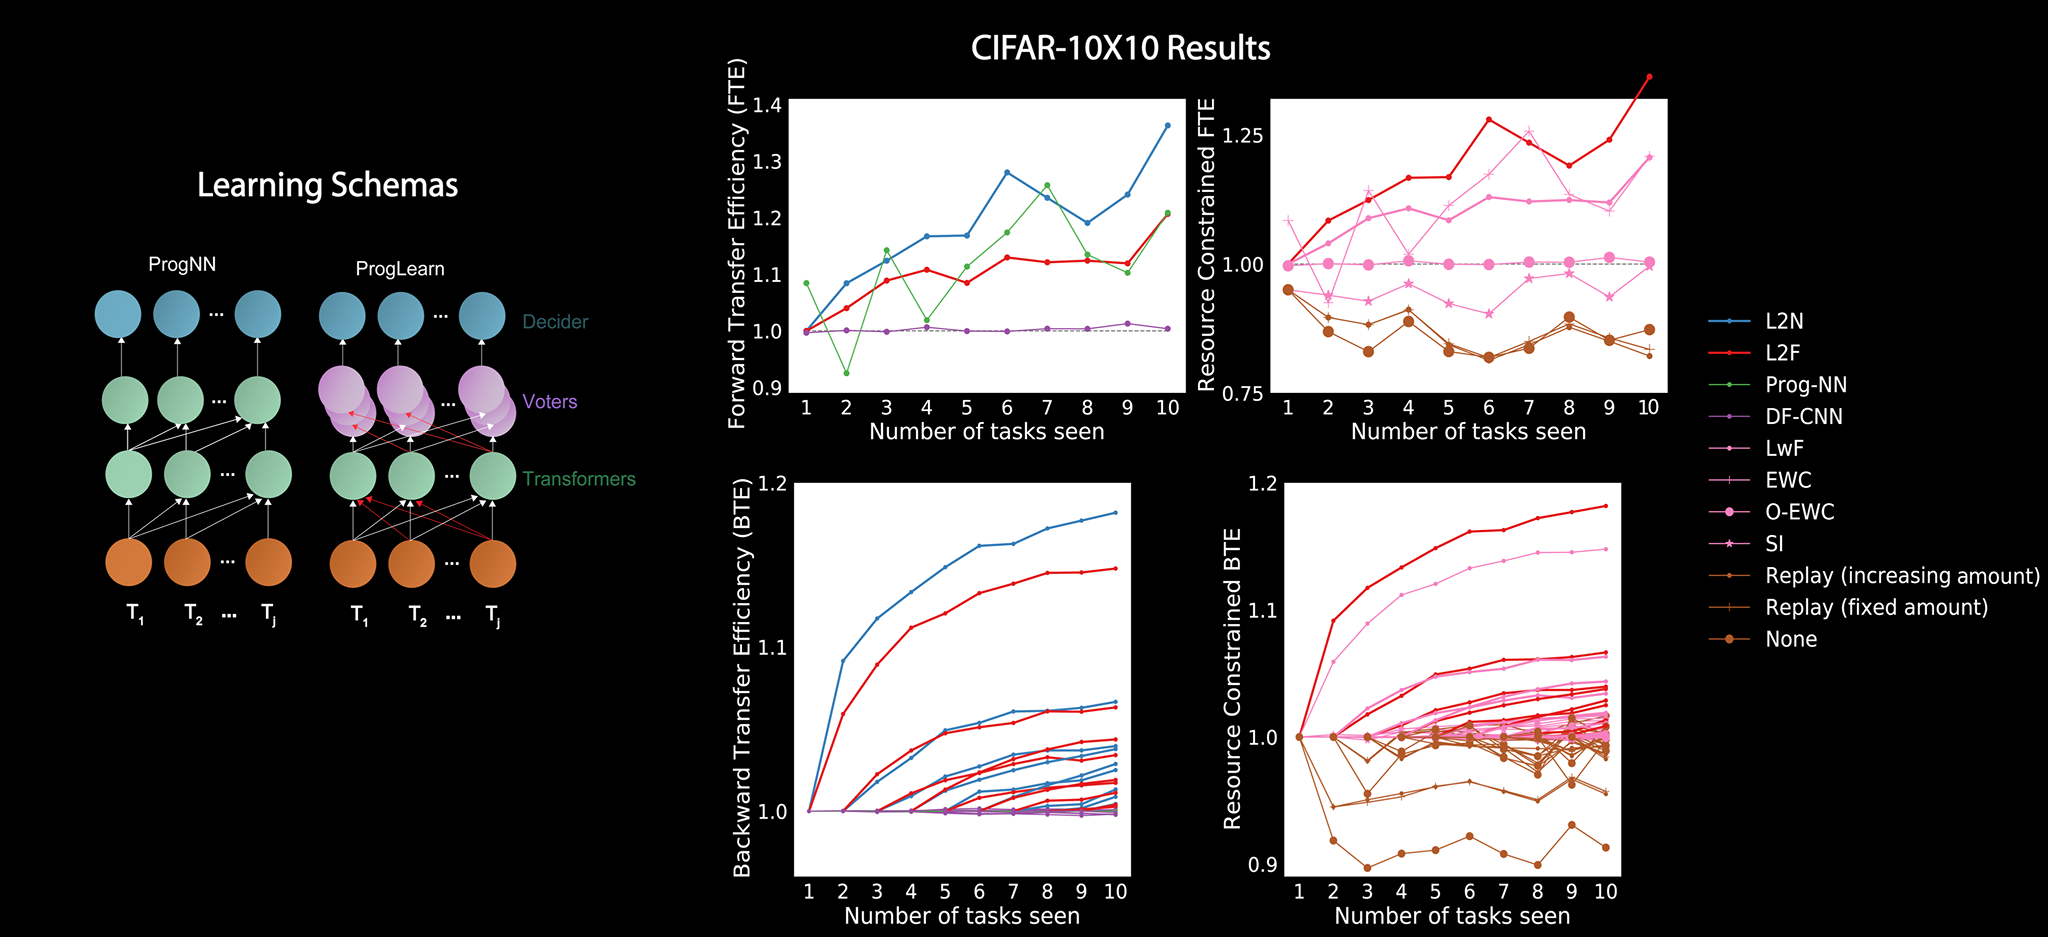 CIFAR-10X10 Results
Learning Schemas
ProgNN
ProgLearn
... ...
Decider
... ...
Voters
... ...
Transformers
... ...
T1 T2 ... Tj
T1 T2 ... Tj
Forward Transfer Efficiency (FTE)
1.4
1.3
1.2
1.1
1.0
0.9
1 2 3 4 5 6 7 8 9 10
Number of tasks seen
Resource Constrained FTE
1.25
1.00
0.75
1 2 3 4 5 6 7 8 9 10
Number of tasks seen
Backward Transfer Efficiency (BTE)
1.2
1.1
1.0
1 2 3 4 5 6 7 8 9 10
Number of tasks seen
Resource Constrained BTE
1.2
1.1
1.0
0.9
1 2 3 4 5 6 7 8 9 10
Number of tasks seen
L2N
L2F
Prog-NN
DF-CNN
LwF
EWC
O-EWC
SI
Replay (increasing amount)
Replay (fixed amount)
None